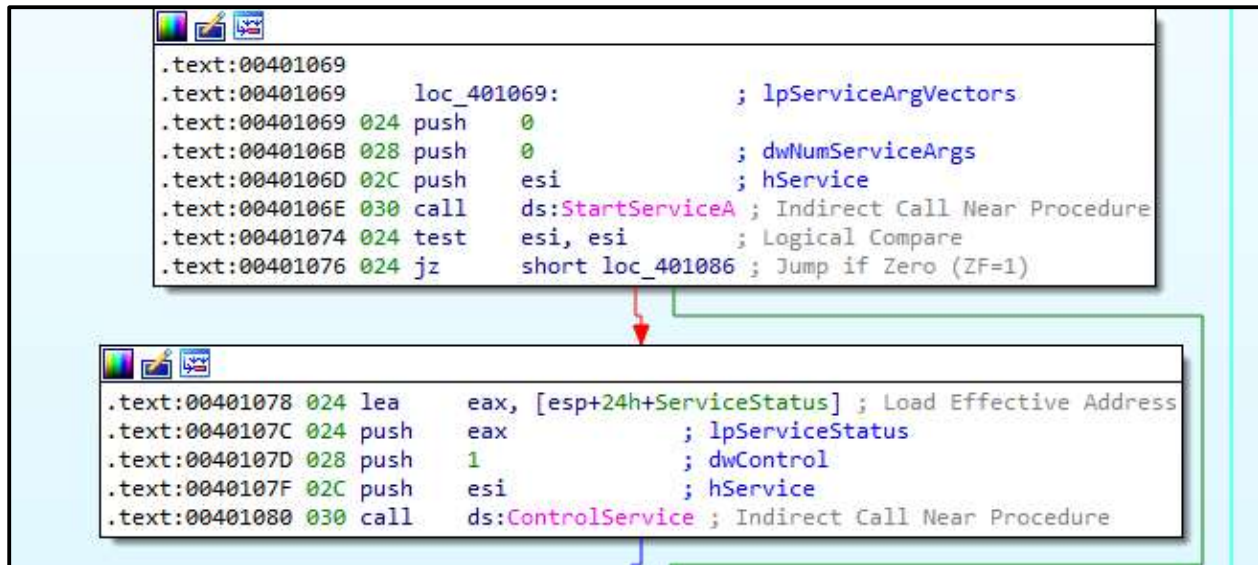 .text:00401069
.text:00401069 loc_401069: ; lpServiceArgVectors
.text:00401069 024 push 0
.text:0040106B 028 push 0 ; dwNumServiceArgs
.text:0040106D 02C push esi ; hService
.text:0040106E 030 call ds:StartServiceA ; Indirect Call Near Procedure
.text:00401074 024 test esi, esi ; Logical Compare
.text:00401076 024 jz short loc_401086 ; Jump if Zero (ZF=1)
.text:00401078 024 lea eax, [esp+24h+ServiceStatus] ; Load Effective Address
.text:0040107C 024 push eax ; lpServiceStatus
.text:0040107D 028 push 1 ; dwControl
.text:0040107F 02C push esi ; hService
.text:00401080 030 call ds:ControlService ; Indirect Call Near Procedure